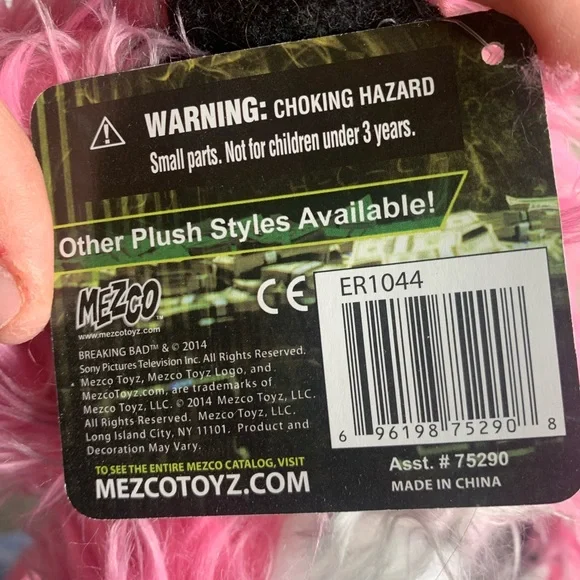 WARNING: CHOKING HAZARD
Small parts. Not for children under 3 years.
Other Plush Styles Available!
MEZCO™
www.mezcotoyz.com
CE
BREAKING BAD™ & © 2014
Sony Pictures Television Inc. All Rights Reserved.
Mezco Toyz, Mezco Toyz Logo, and
Mezcotoyz.com, are trademarks of
Mezco Toyz, LLC. © 2014 Mezco Toyz, LLC.
All Rights Reserved. Mezco Toyz, LLC.
Long Island City, NY 11101. Product and
Decoration May Vary.
TO SEE THE ENTIRE MEZCO CATALOG, VISIT
MEZCOTOYZ.COM
ER1044
6 96198 75290 8
Asst. # 75290
MADE IN CHINA